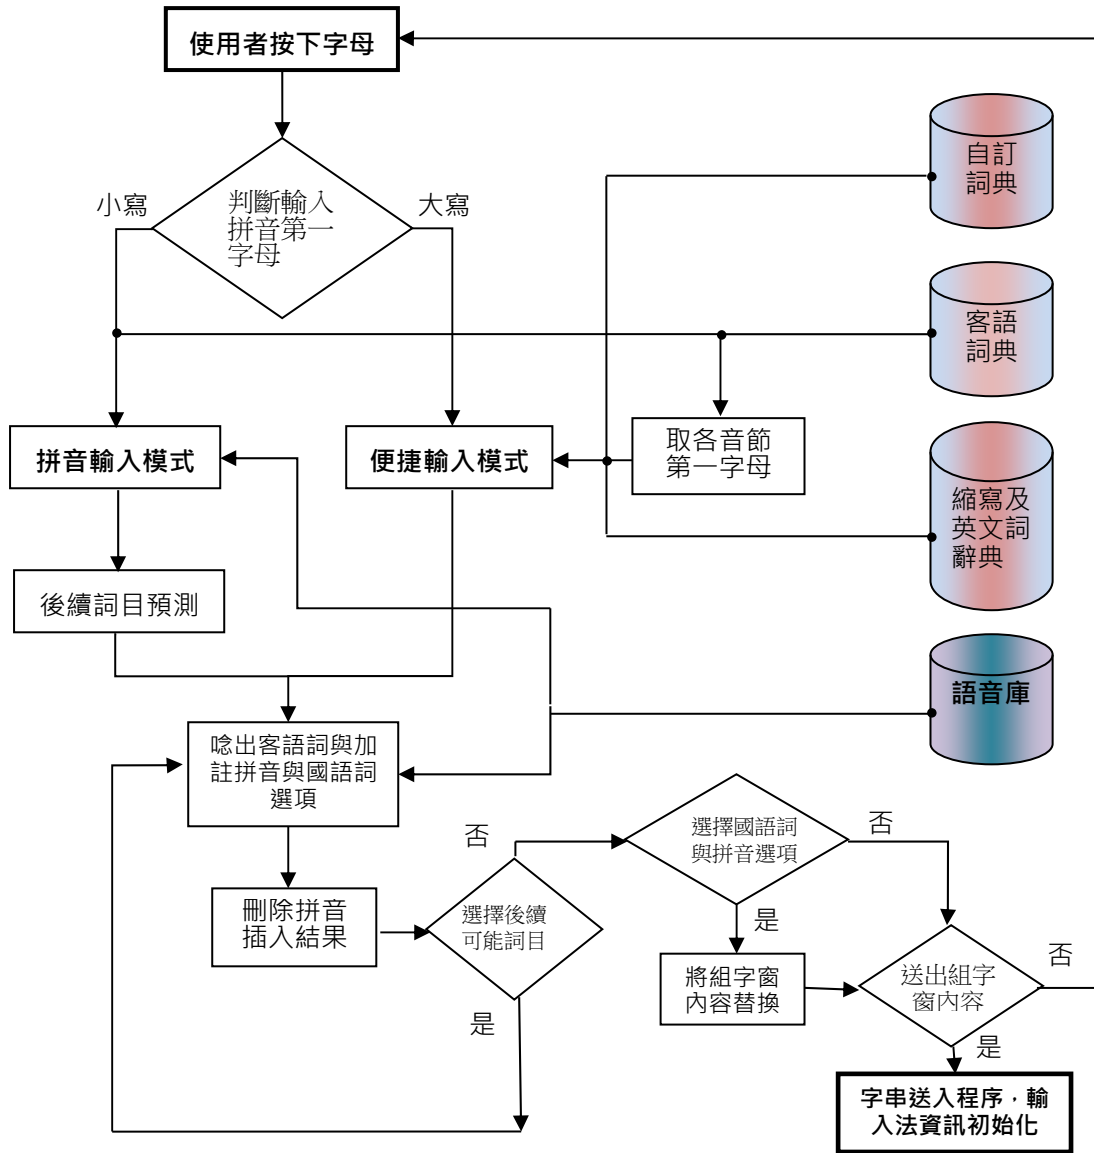 使用者按下字母
自訂
詞典
小寫
大寫
判斷輸入
拼音第一
字母
客語
詞典
拼音輸入模式
便捷輸入模式
取各音節
第一字母
縮寫及
英文詞
辭典
後續詞目預測
語音庫
唸出客語詞與加
註拼音與國語詞
選項
否
選擇國語詞
與拼音選項
否
刪除拼音
插入結果
選擇後續
可能詞目
是
將組字窗
內容替換
送出組字
窗內容
否
是
是
字串送入程序，輸
入法資訊初始化